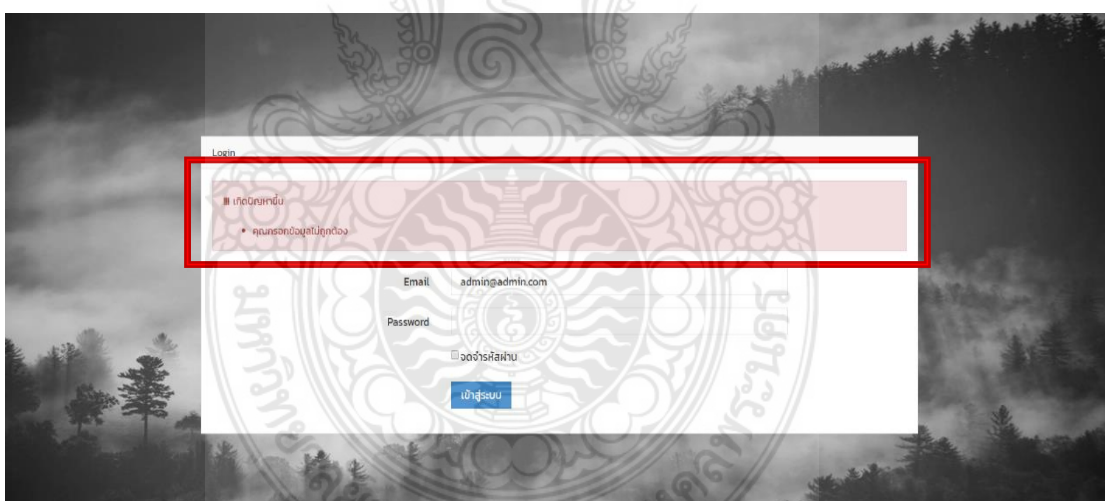 Login
เกิดปัญหาขึ้น
คุณกรอกข้อมูลไม่ถูกต้อง
Email admin@admin.com
Password
จดจำรหัสผ่าน
เข้าสู่ระบบ